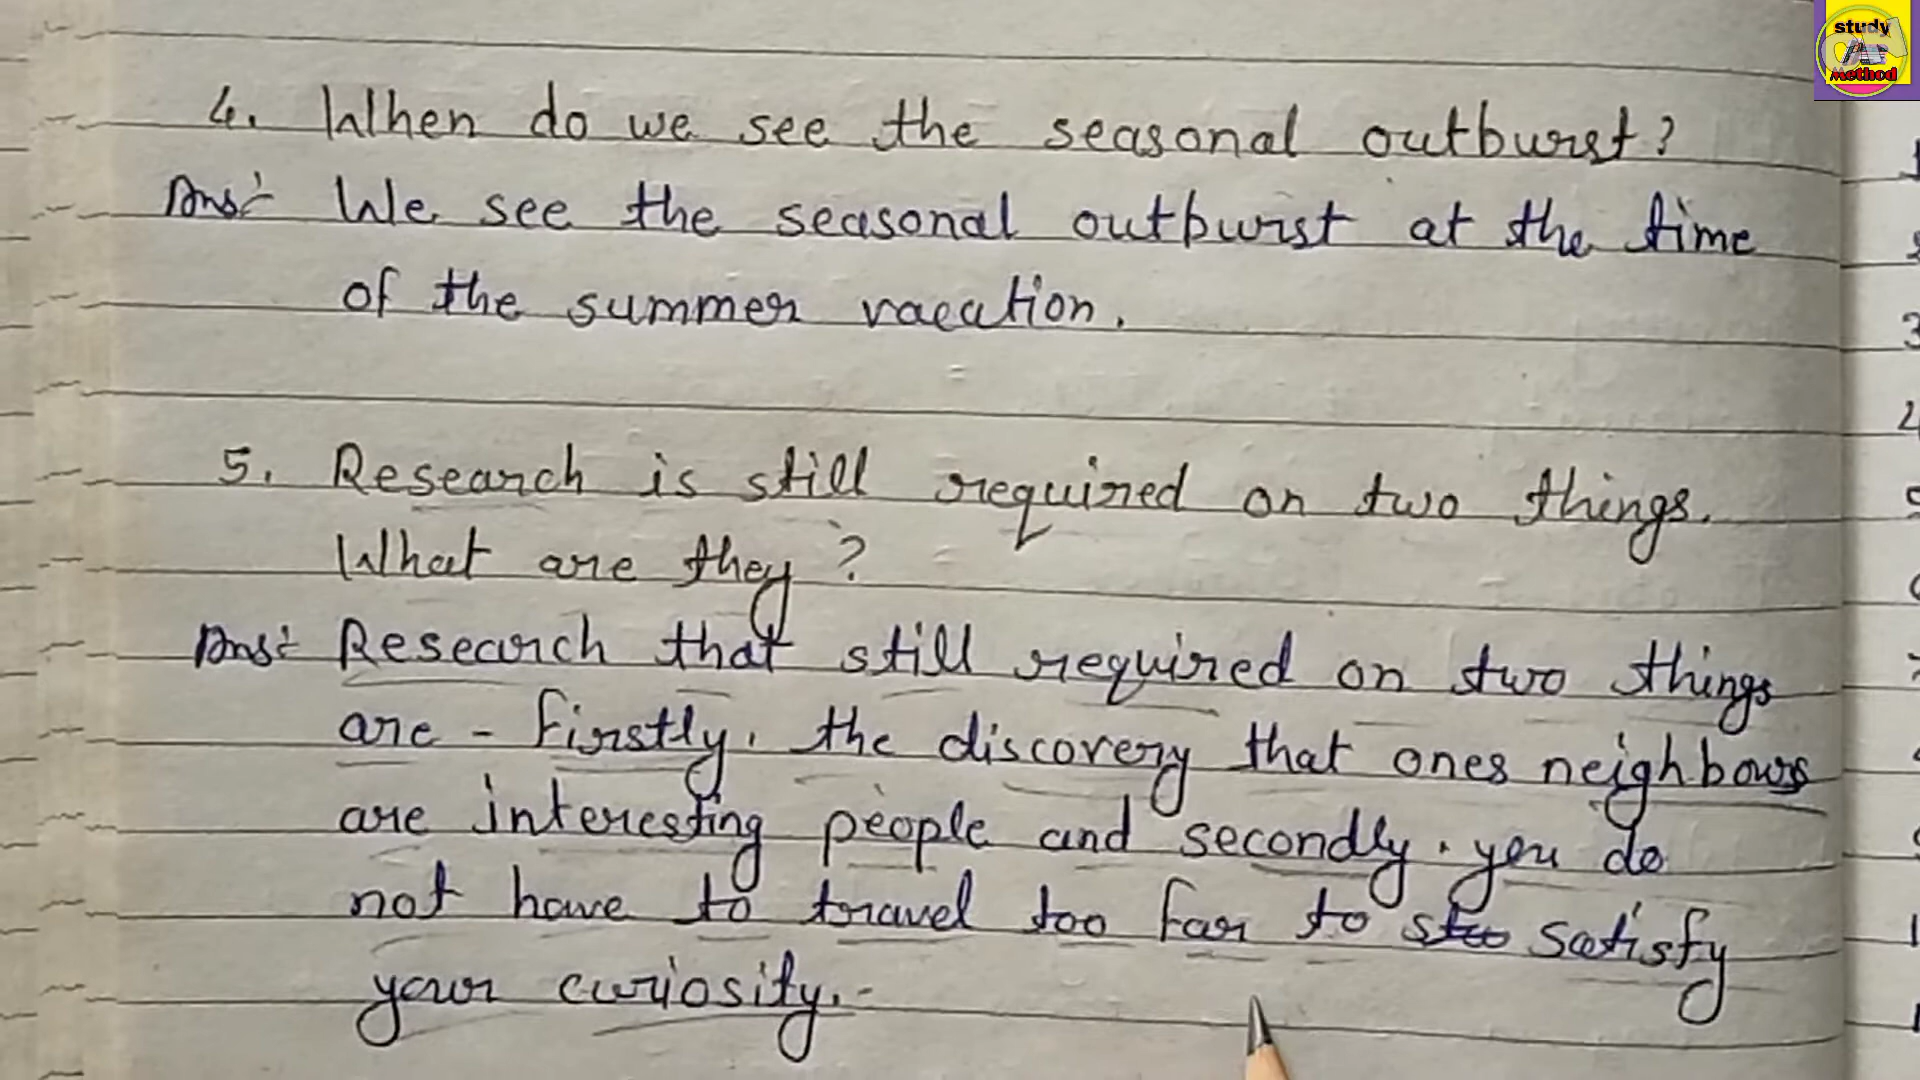 study
Method
4. When do we see the seasonal outburst?
Ans:- We see the seasonal outburst at the time
of the summer vacation.
5. Research is still required on two things.
What are they?
Ans:- Research that still required on two things
are - Firstly, the discovery that ones neighbours
are interesting people and secondly, you do
not have to travel too far to satisfy
your curiosity.-